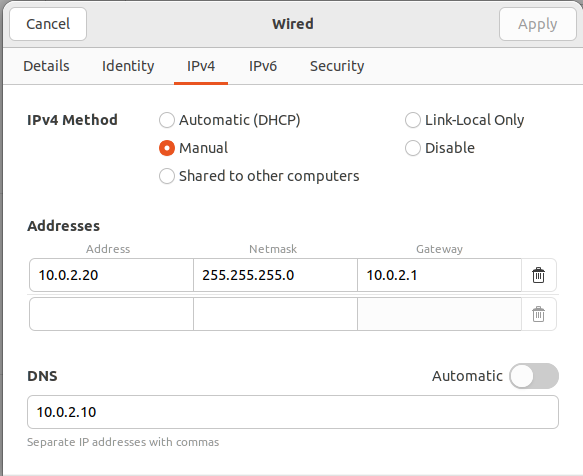 Cancel Wired Apply
Details Identity IPv4 IPv6 Security
IPv4 Method Automatic (DHCP) Link-Local Only
Manual Disable
Shared to other computers
Addresses
Address Netmask Gateway
10.0.2.20 255.255.255.0 10.0.2.1
DNS Automatic
10.0.2.10
Separate IP addresses with commas